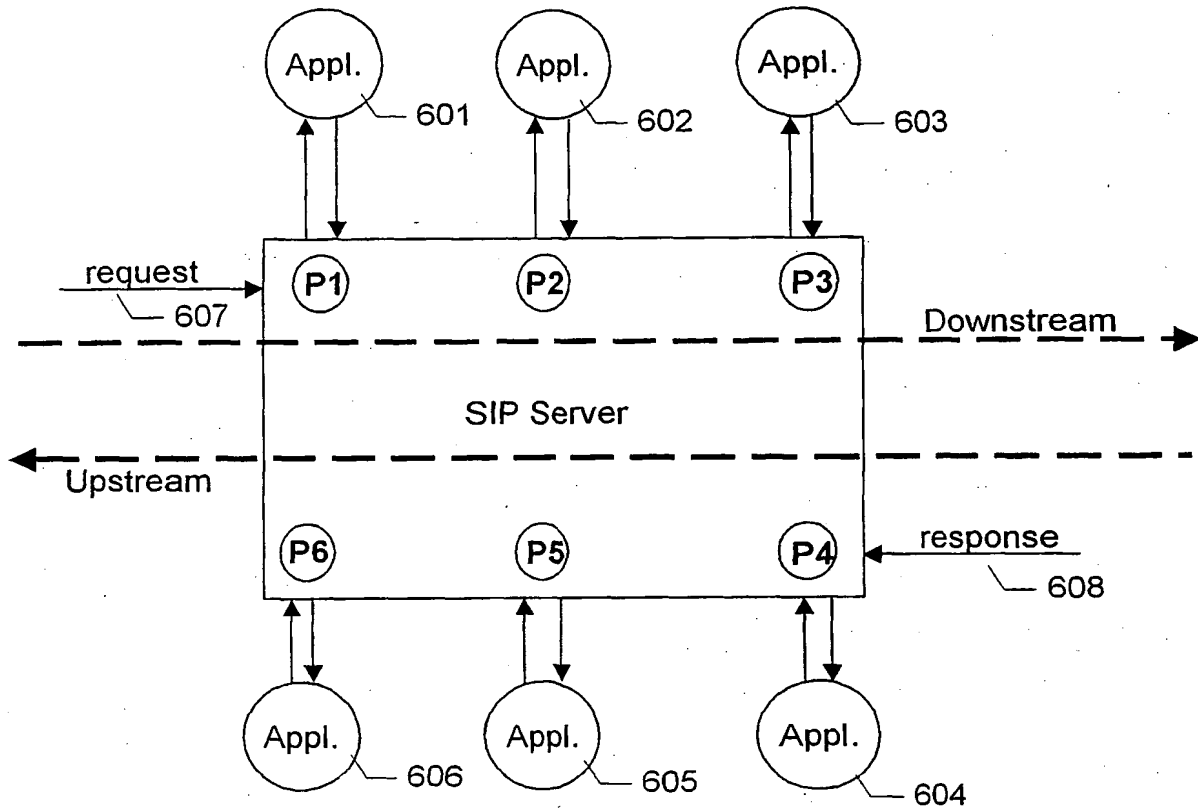 Appl.
Appl.
Appl.
601
602
603
request
P1
P2
P3
607
Downstream
SIP Server
Upstream
P6
P5
P4
response
608
Appl.
Appl.
Appl.
606
605
604